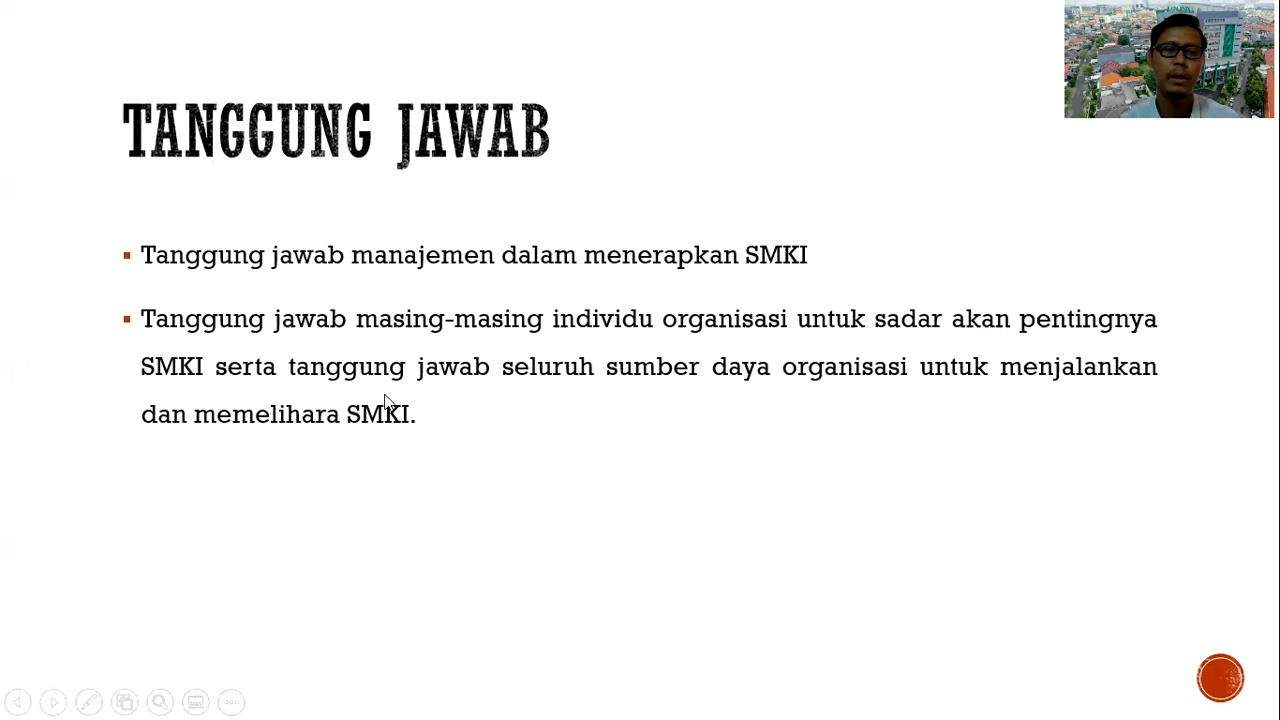 TANGGUNG JAWAB
Tanggung jawab manajemen dalam menerapkan SMKI
Tanggung jawab masing-masing individu organisasi untuk sadar akan pentingnya
SMKI serta tanggung jawab seluruh sumber daya organisasi untuk menjalankan
dan memelihara SMKI.